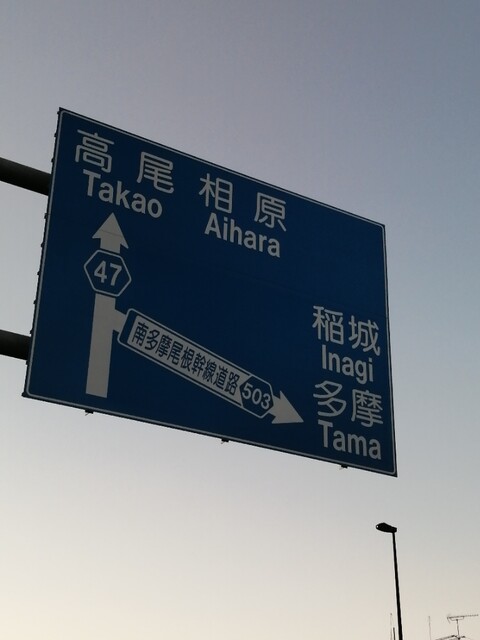 高尾 相原
Takao Aihara
47
南多摩尾根幹線道路 503
稲城
Inagi
多摩
Tama